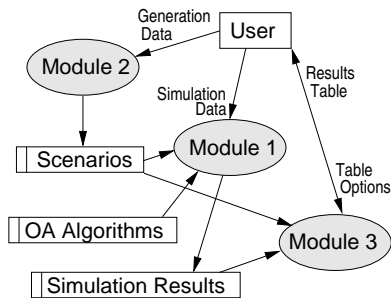 Generation
Data
User
Module 2
Simulation
Data
Results
Table
Scenarios
Module 1
Table
Options
OA Algorithms
Module 3
Simulation Results